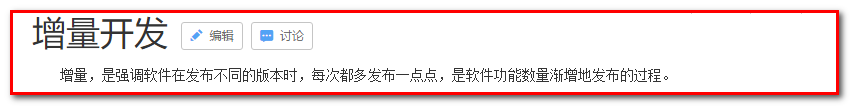 增量开发 编辑 讨论
增量，是强调软件在发布不同的版本时，每次都多发布一点点，是软件功能数量渐增地发布的过程。